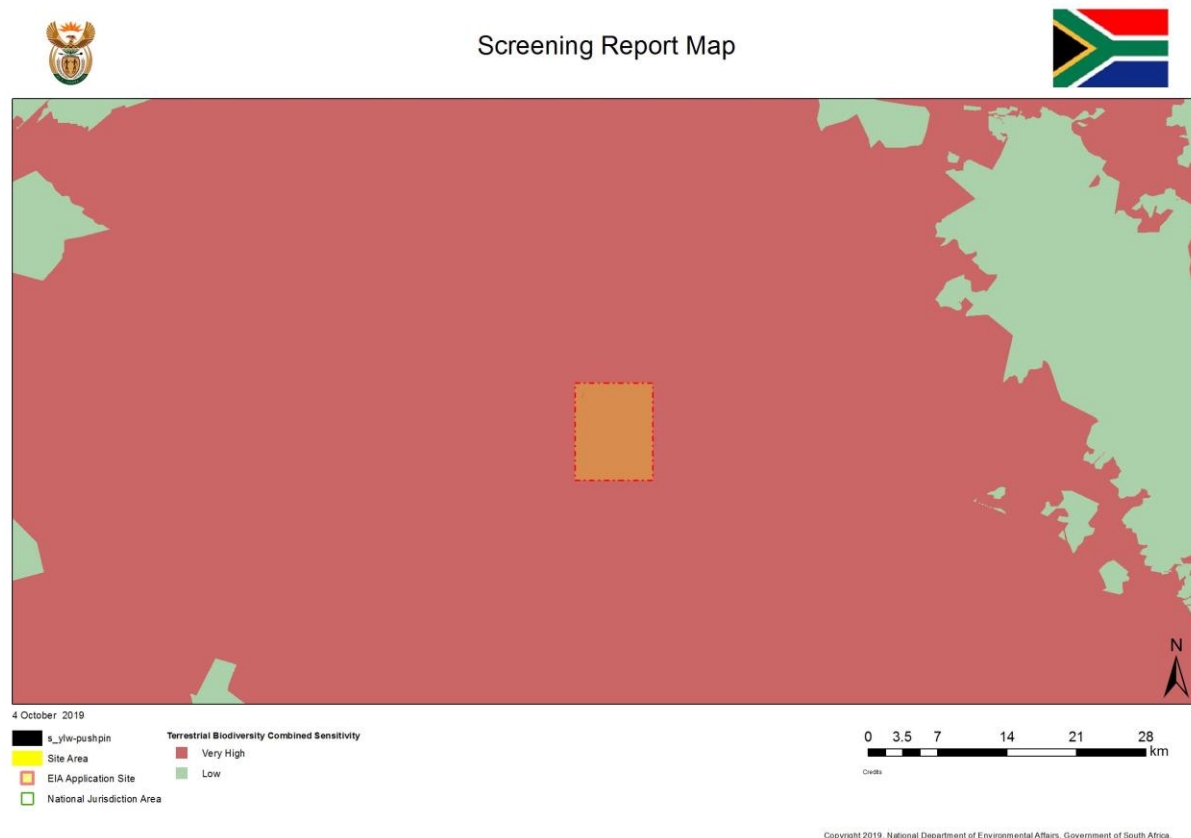 Screening Report Map
N
4 October 2019
s_ylw-pushpin
Site Area
EIA Application Site
National Jurisdiction Area
Terrestrial Biodiversity Combined Sensitivity
Very High
Low
0 3.5 7 14 21 28
km
Credits
Copyright 2019. National Department of Environmental Affairs. Government of South Africa.